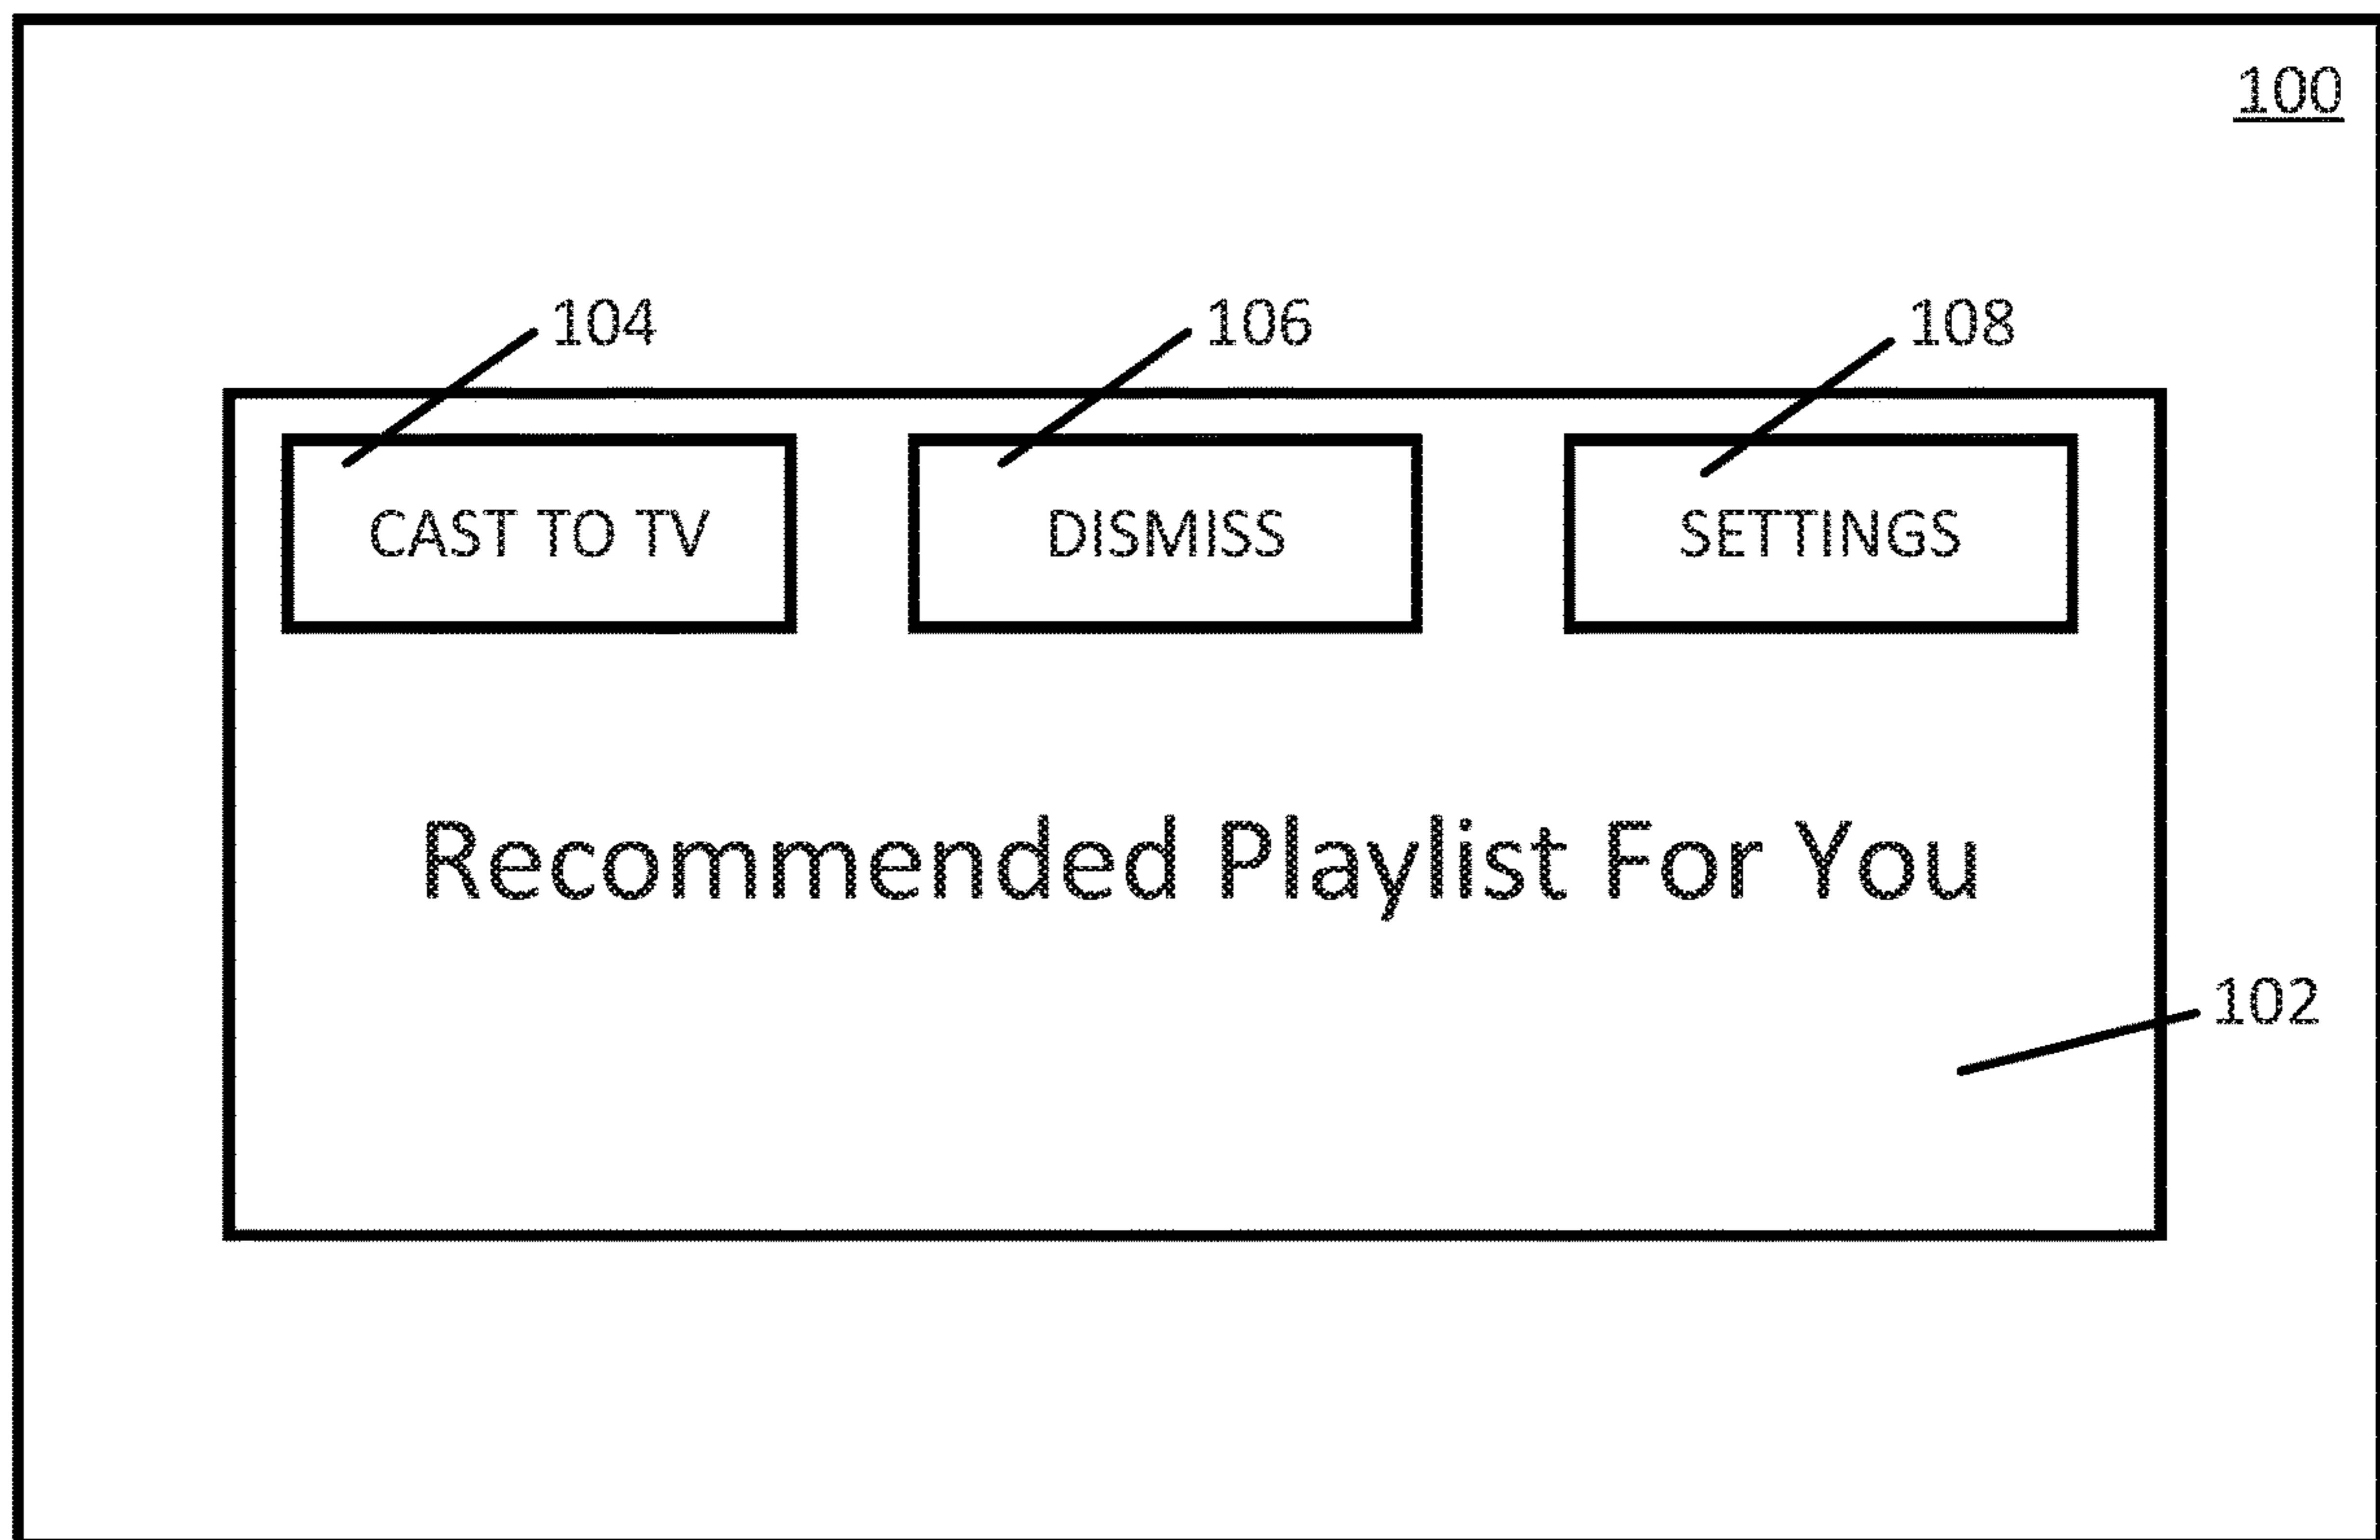 100
104 106 108
CAST TO TV DISMISS SETTINGS
Recommended Playlist For You
102